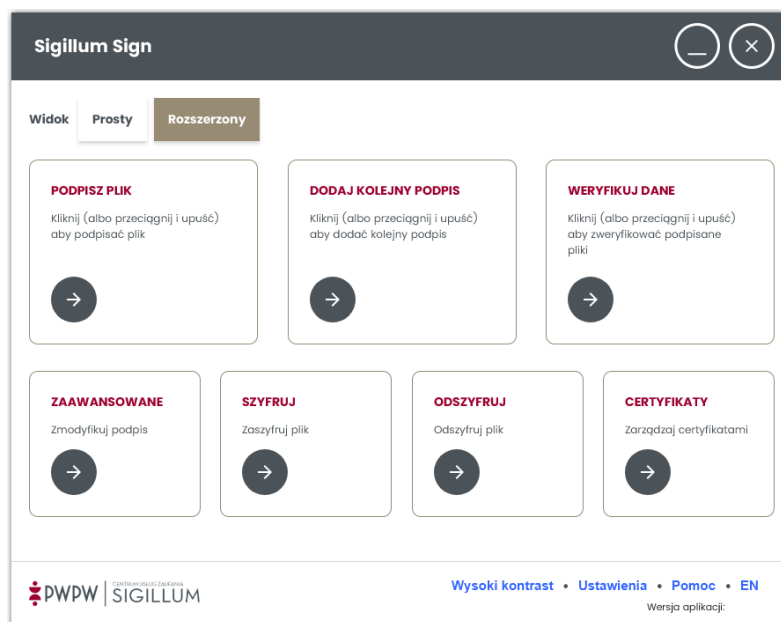 Sigillum Sign
Widok Prosty Rozszerzony
PODPISZ PLIK
Kliknij (albo przeciągnij i upuść)
aby podpisać plik
DODAJ KOLEJNY PODPIS
Kliknij (albo przeciągnij i upuść)
aby dodać kolejny podpis
WERYFIKUJ DANE
Kliknij (albo przeciągnij i upuść)
aby zweryfikować podpisane
pliki
ZAAWANSOWANE
Zmodyfikuj podpis
SZYFRUJ
Zaszyfruj plik
ODSZYFRUJ
Odszyfruj plik
CERTYFIKATY
Zarządzaj certyfikatami
PWPW
CENTRUM USŁUG ZAUFANIA
SIGILLUM
Wysoki kontrast • Ustawienia • Pomoc • EN
Wersja aplikacji: